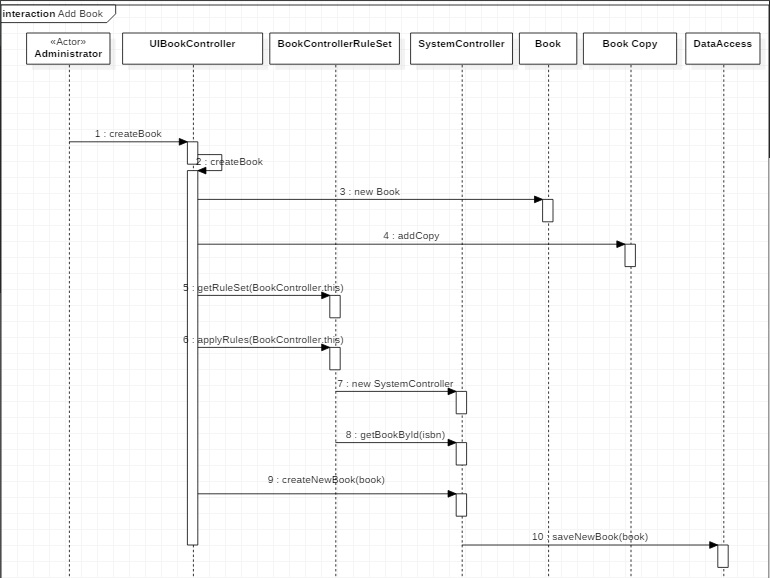 interaction Add Book
«Actor»
Administrator
UIBookController
BookControllerRuleSet
SystemController
Book
Book Copy
DataAccess
1 : createBook
2 : createBook
3 : new Book
4 : addCopy
5 : getRuleSet(BookController.this)
6 : applyRules(BookController.this)
7 : new SystemController
8 : getBookById(isbn)
9 : createNewBook(book)
10 : saveNewBook(book)